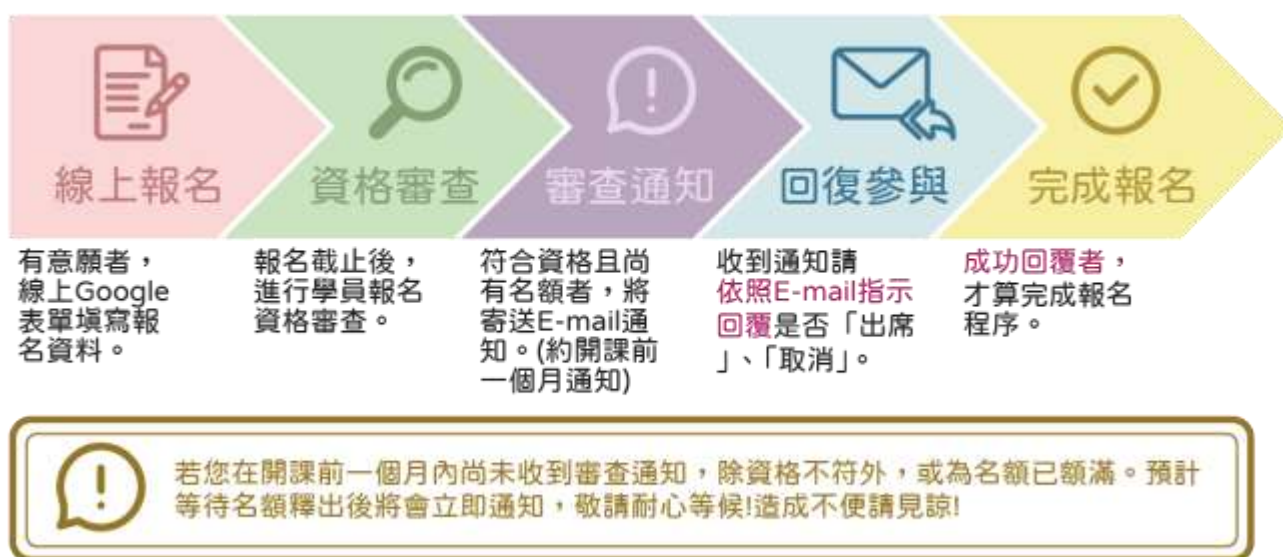 線上報名
資格審查
審查通知
回復參與
完成報名
有意願者，
線上Google
表單填寫報
名資料。
報名截止後，
進行學員報名
資格審查。
符合資格且尚
有名額者，將
寄送E-mail通
知。(約開課前
一個月通知)
收到通知請
依照E-mail指示
回覆是否「出席
」、「取消」。
成功回覆者，
才算完成報名
程序。
若您在開課前一個月內尚未收到審查通知，除資格不符外，或為名額已額滿。預計
等待名額釋出後將會立即通知，敬請耐心等候!造成不便請見諒!